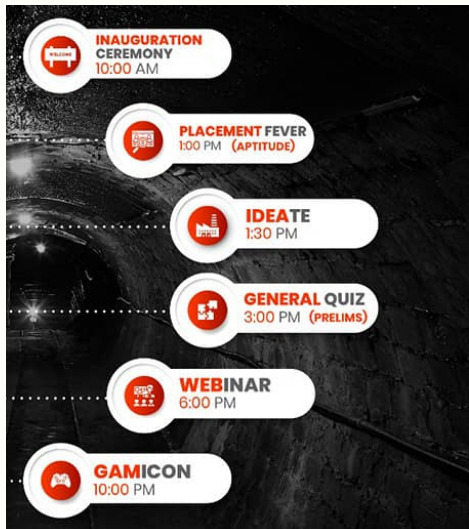 WELCOME
INAUGURATION
CEREMONY
10:00 AM
PLACEMENT FEVER
1:00 PM (APTITUDE)
IDEATE
1:30 PM
GENERAL QUIZ
3:00 PM (PRELIMS)
WEBINAR
6:00 PM
GAMICON
10:00 PM